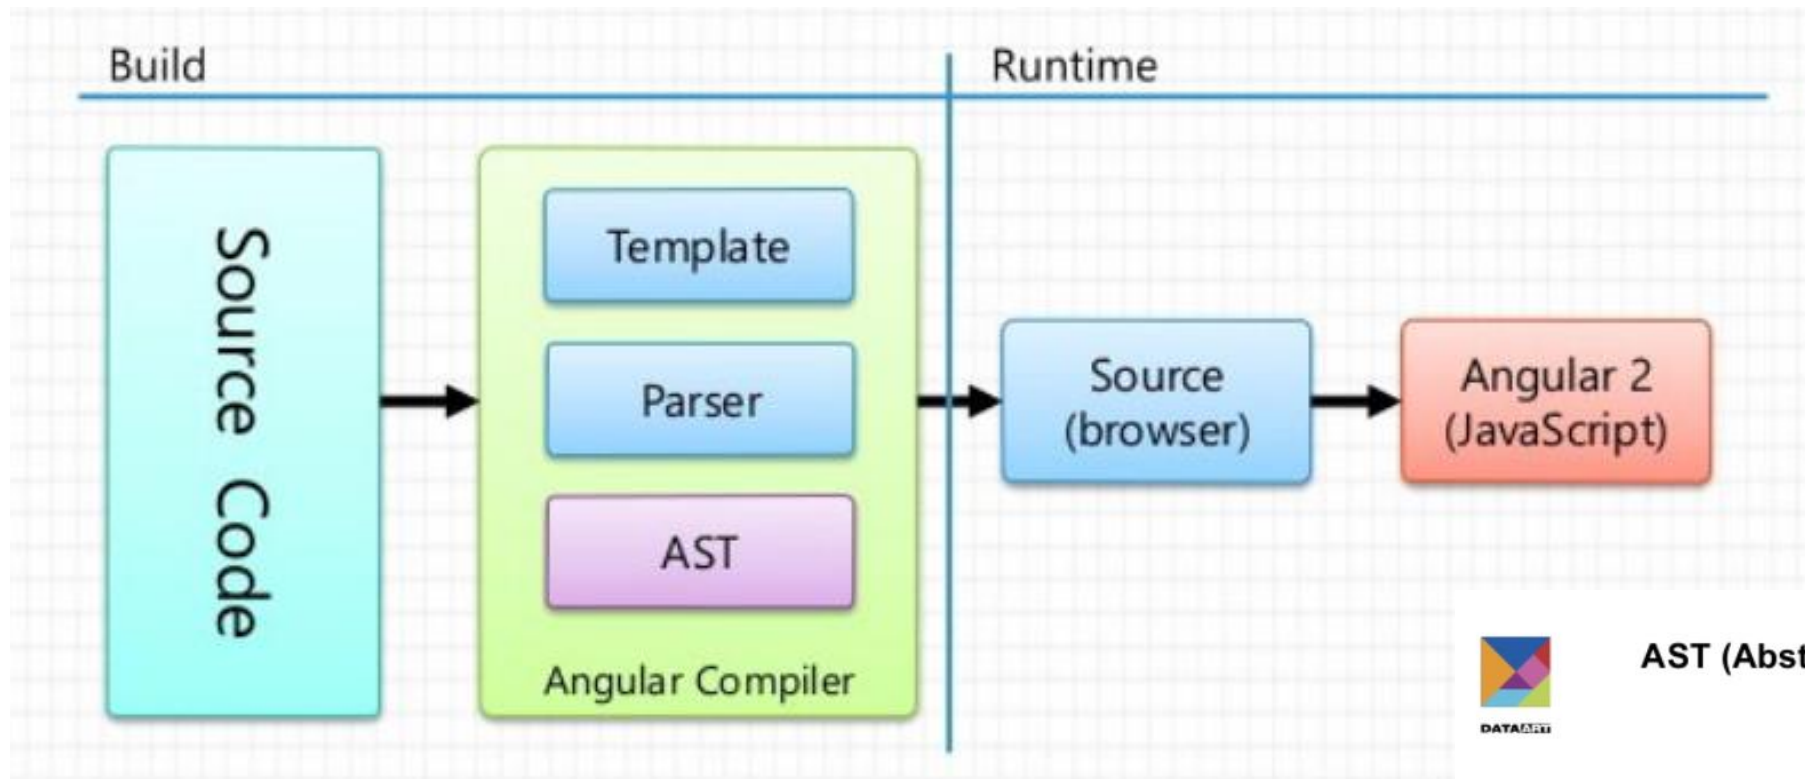 Build
Runtime
Source Code
Template
Parser
AST
Angular Compiler
Source
(browser)
Angular 2
(JavaScript)
DATAART
AST (Abst